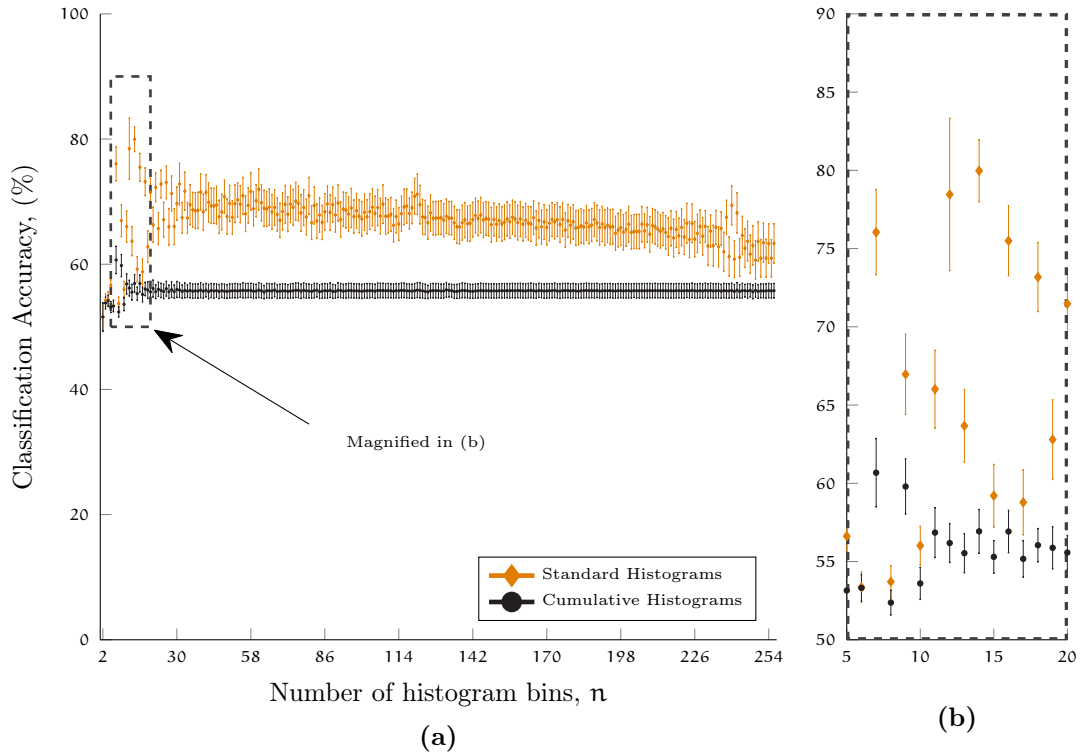 Classification Accuracy, (%)
100
80
60
40
20
0
2 30 58 86 114 142 170 198 226 254
Number of histogram bins, n
Magnified in (b)
Standard Histograms
Cumulative Histograms
(a)
90
85
80
75
70
65
60
55
50
5 10 15 20
(b)